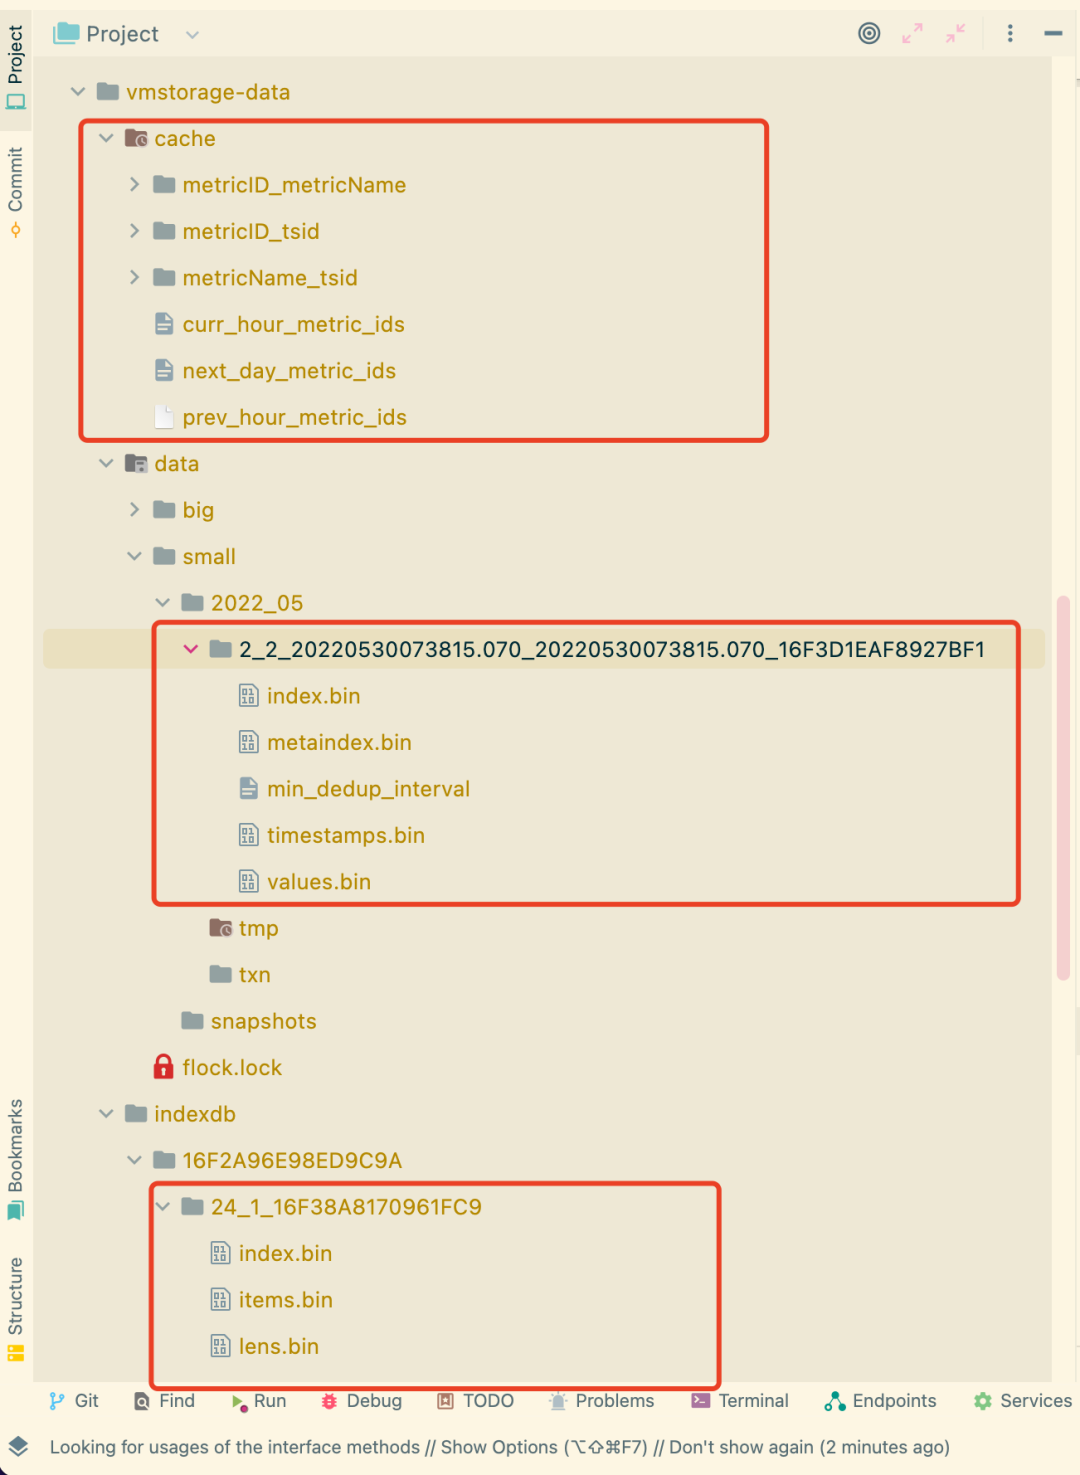 Project
Project
Commit
vmstorage-data
cache
metricID_metricName
metricID_tsid
metricName_tsid
curr_hour_metric_ids
next_day_metric_ids
prev_hour_metric_ids
data
big
small
2022_05
2_2_20220530073815.070_20220530073815.070_16F3D1EAF8927BF1
index.bin
metaindex.bin
min_dedup_interval
timestamps.bin
values.bin
tmp
txn
snapshots
flock.lock
indexdb
16F2A96E98ED9C9A
24_1_16F38A8170961FC9
index.bin
items.bin
lens.bin
Bookmarks
Structure
Git Find Run Debug TODO Problems Terminal Endpoints Services
Looking for usages of the interface methods // Show Options (⌥⇧⌘F7) // Don't show again (2 minutes ago)